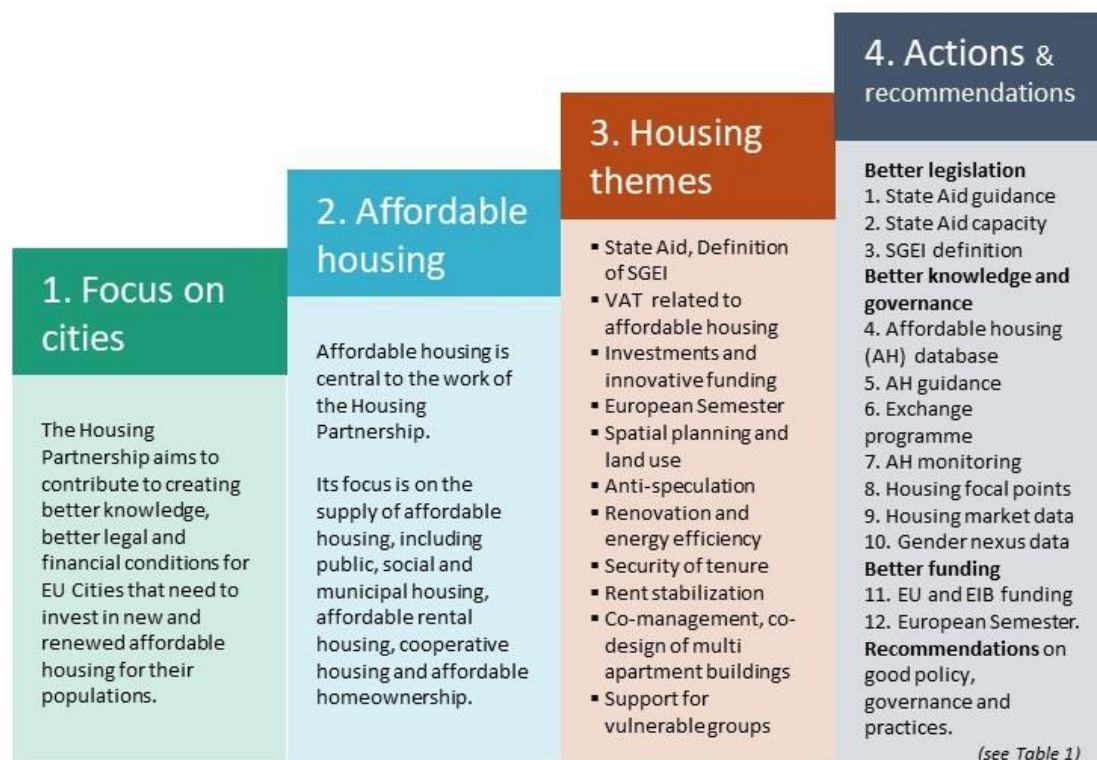 1. Focus on
cities
The Housing
Partnership aims to
contribute to creating
better knowledge,
better legal and
financial conditions for
EU Cities that need to
invest in new and
renewed affordable
housing for their
populations.
2. Affordable
housing
Affordable housing is
central to the work of
the Housing
Partnership.
Its focus is on the
supply of affordable
housing, including
public, social and
municipal housing,
affordable rental
housing, cooperative
housing and affordable
homeownership.
3. Housing
themes
▪ State Aid, Definition
of SGEI
▪ VAT related to
affordable housing
▪ Investments and
innovative funding
▪ European Semester
▪ Spatial planning and
land use
▪ Anti-speculation
▪ Renovation and
energy efficiency
▪ Security of tenure
▪ Rent stabilization
▪ Co-management, co-
design of multi
apartment buildings
▪ Support for
vulnerable groups
4. Actions &
recommendations
Better legislation
1. State Aid guidance
2. State Aid capacity
3. SGEI definition
Better knowledge and
governance
4. Affordable housing
(AH) database
5. AH guidance
6. Exchange
programme
7. AH monitoring
8. Housing focal points
9. Housing market data
10. Gender nexus data
Better funding
11. EU and EIB funding
12. European Semester.
Recommendations on
good policy,
governance and
practices.
(see Table 1)